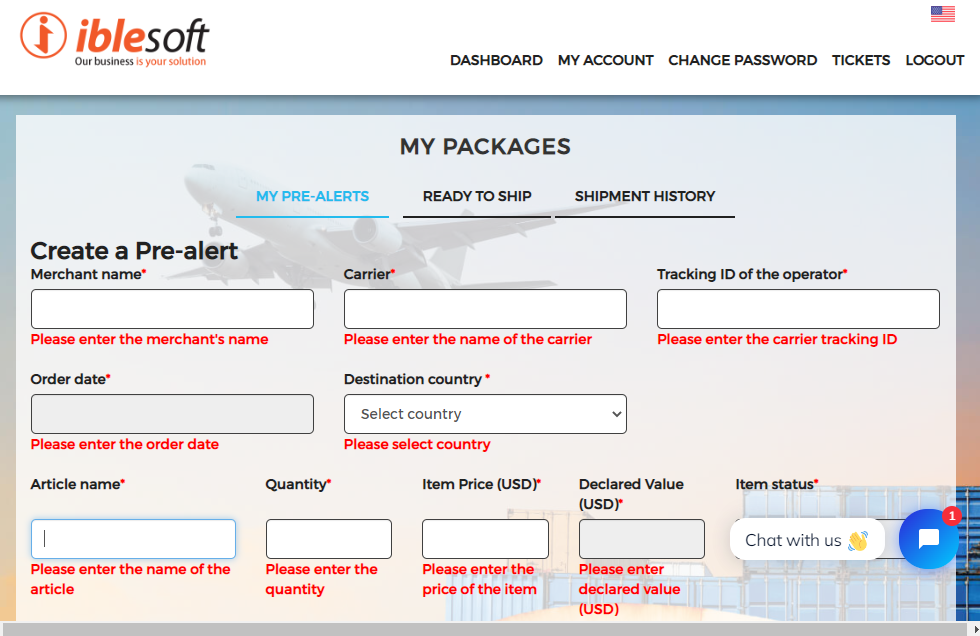 iblesoft
Our business is your solution
DASHBOARD MY ACCOUNT CHANGE PASSWORD TICKETS LOGOUT
MY PACKAGES
MY PRE-ALERTS READY TO SHIP SHIPMENT HISTORY
Create a Pre-alert
Merchant name* Carrier* Tracking ID of the operator*
Please enter the merchant's name Please enter the name of the carrier Please enter the carrier tracking ID
Order date* Destination country *
Select country
Please enter the order date Please select country
Article name* Quantity* Item Price (USD)* Declared Value (USD)* Item status*
Chat with us 👋 1
Please enter the name of the article Please enter the quantity Please enter the price of the item Please enter declared value (USD)